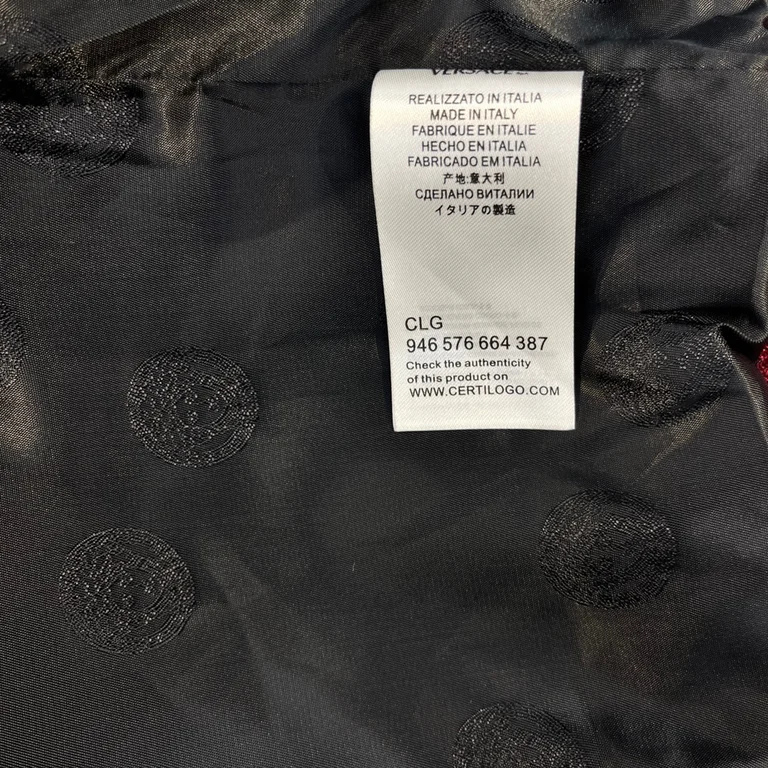 VERSACE
REALIZZATO IN ITALIA
MADE IN ITALY
FABRIQUE EN ITALIE
HECHO EN ITALIA
FABRICADO EM ITALIA
产地:意大利
СДЕЛАНО ВИТАЛИИ
イタリアの製造
CLG
946 576 664 387
Check the authenticity
of this product on
WWW.CERTILOGO.COM